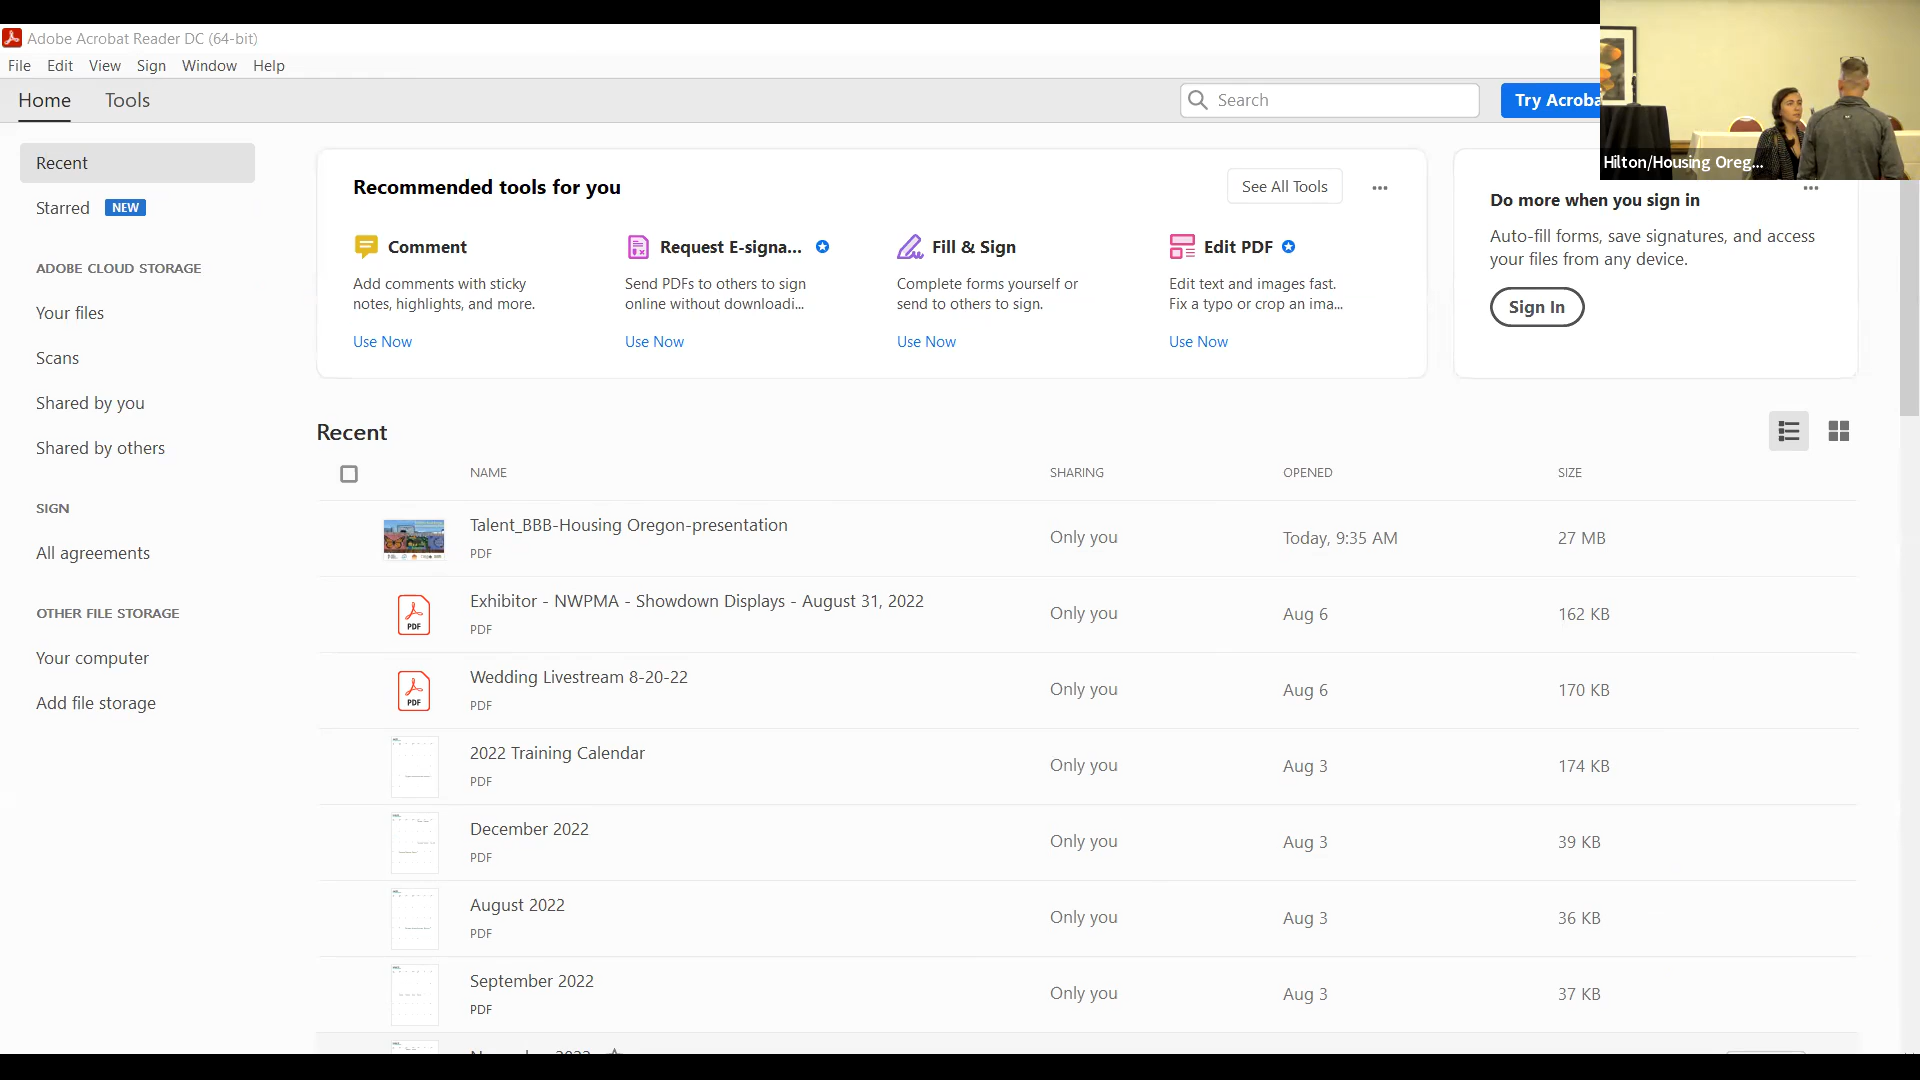 Adobe Acrobat Reader DC (64-bit)
File Edit View Sign Window Help
Home Tools
Search
Try Acroba
Hilton/Housing Oreg...
Recent
Starred NEW
ADOBE CLOUD STORAGE
Your files
Scans
Shared by you
Shared by others
SIGN
All agreements
OTHER FILE STORAGE
Your computer
Add file storage
Recommended tools for you
See All Tools
Comment
Add comments with sticky
notes, highlights, and more.
Use Now
Request E-signa...
Send PDFs to others to sign
online without downloadi...
Use Now
Fill & Sign
Complete forms yourself or
send to others to sign.
Use Now
Edit PDF
Edit text and images fast.
Fix a typo or crop an ima...
Use Now
Do more when you sign in
Auto-fill forms, save signatures, and access
your files from any device.
Sign In
Recent
NAME SHARING OPENED SIZE
Talent_BBB-Housing Oregon-presentation
PDF
Only you Today, 9:35 AM 27 MB
PDF
Exhibitor - NWPMA - Showdown Displays - August 31, 2022
PDF
Only you Aug 6 162 KB
PDF
Wedding Livestream 8-20-22
PDF
Only you Aug 6 170 KB
2022 Training Calendar
PDF
Only you Aug 3 174 KB
December 2022
PDF
Only you Aug 3 39 KB
August 2022
PDF
Only you Aug 3 36 KB
September 2022
PDF
Only you Aug 3 37 KB